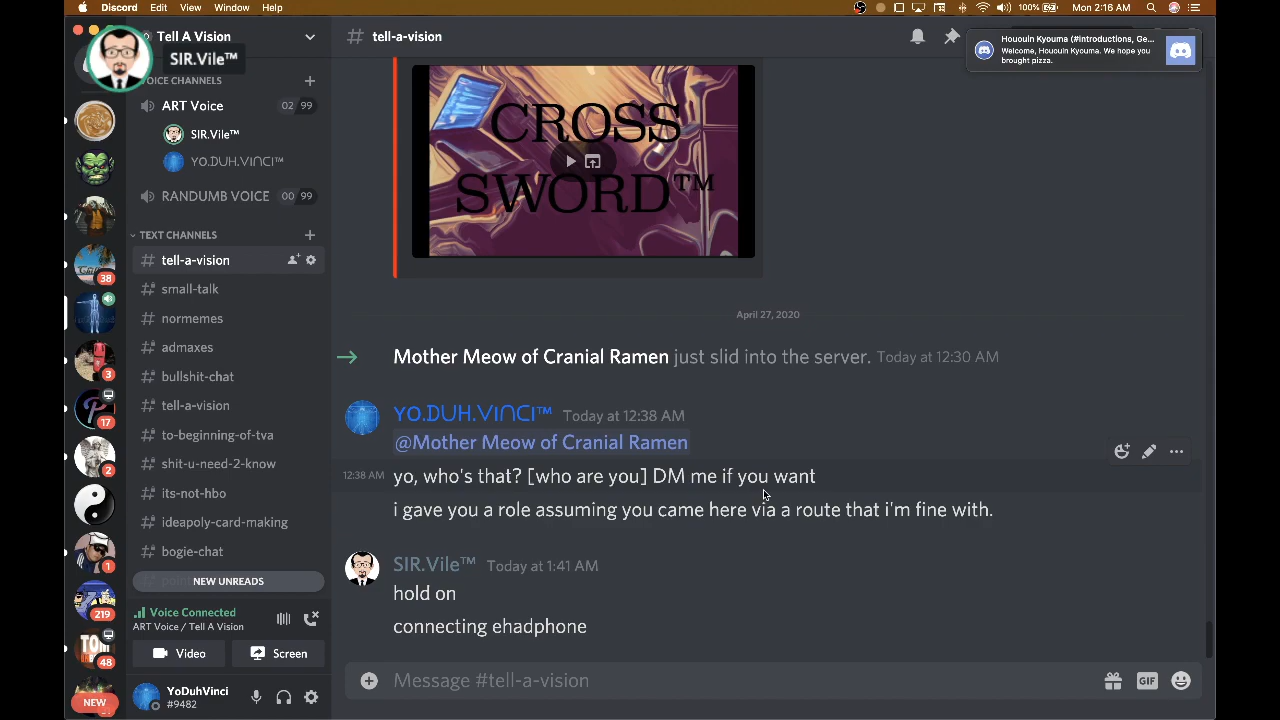 Discord Edit View Window Help
100% Mon 2:16 AM
Tell A Vision
SIR.Vile™
VOICE CHANNELS
ART Voice 02 99
SIR.Vile™
YO.DUH.VINCI™
RANDUMB VOICE 00 99
TEXT CHANNELS
# tell-a-vision
# small-talk
# normemes
# admaxes
# bullshit-chat
# tell-a-vision
# to-beginning-of-tva
# shit-u-need-2-know
# its-not-hbo
# ideapoly-card-making
# bogie-chat
NEW UNREADS
38
3
17
2
1
219
48
NEW
Voice Connected
ART Voice / Tell A Vision
Video Screen
YoDuhVinci
#9482
# tell-a-vision
Hououin Kyouma (#Introductions, Ge...
Welcome, Hououin Kyouma. We hope you
brought pizza.
CROSS
SWORD™
April 27, 2020
Mother Meow of Cranial Ramen just slid into the server. Today at 12:30 AM
YO.DUH.VINCI™ Today at 12:38 AM
@Mother Meow of Cranial Ramen
12:38 AM yo, who's that? [who are you] DM me if you want
i gave you a role assuming you came here via a route that i'm fine with.
SIR.Vile™ Today at 1:41 AM
hold on
connecting ehadphone
Message #tell-a-vision
GIF